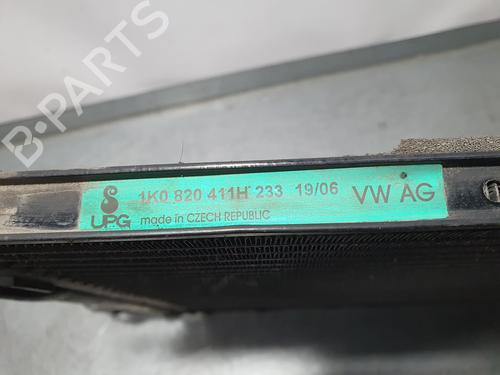 B-PARTS
1K0 820 411H 233 19/06 VW AG
UPG made in CZECH REPUBLIC